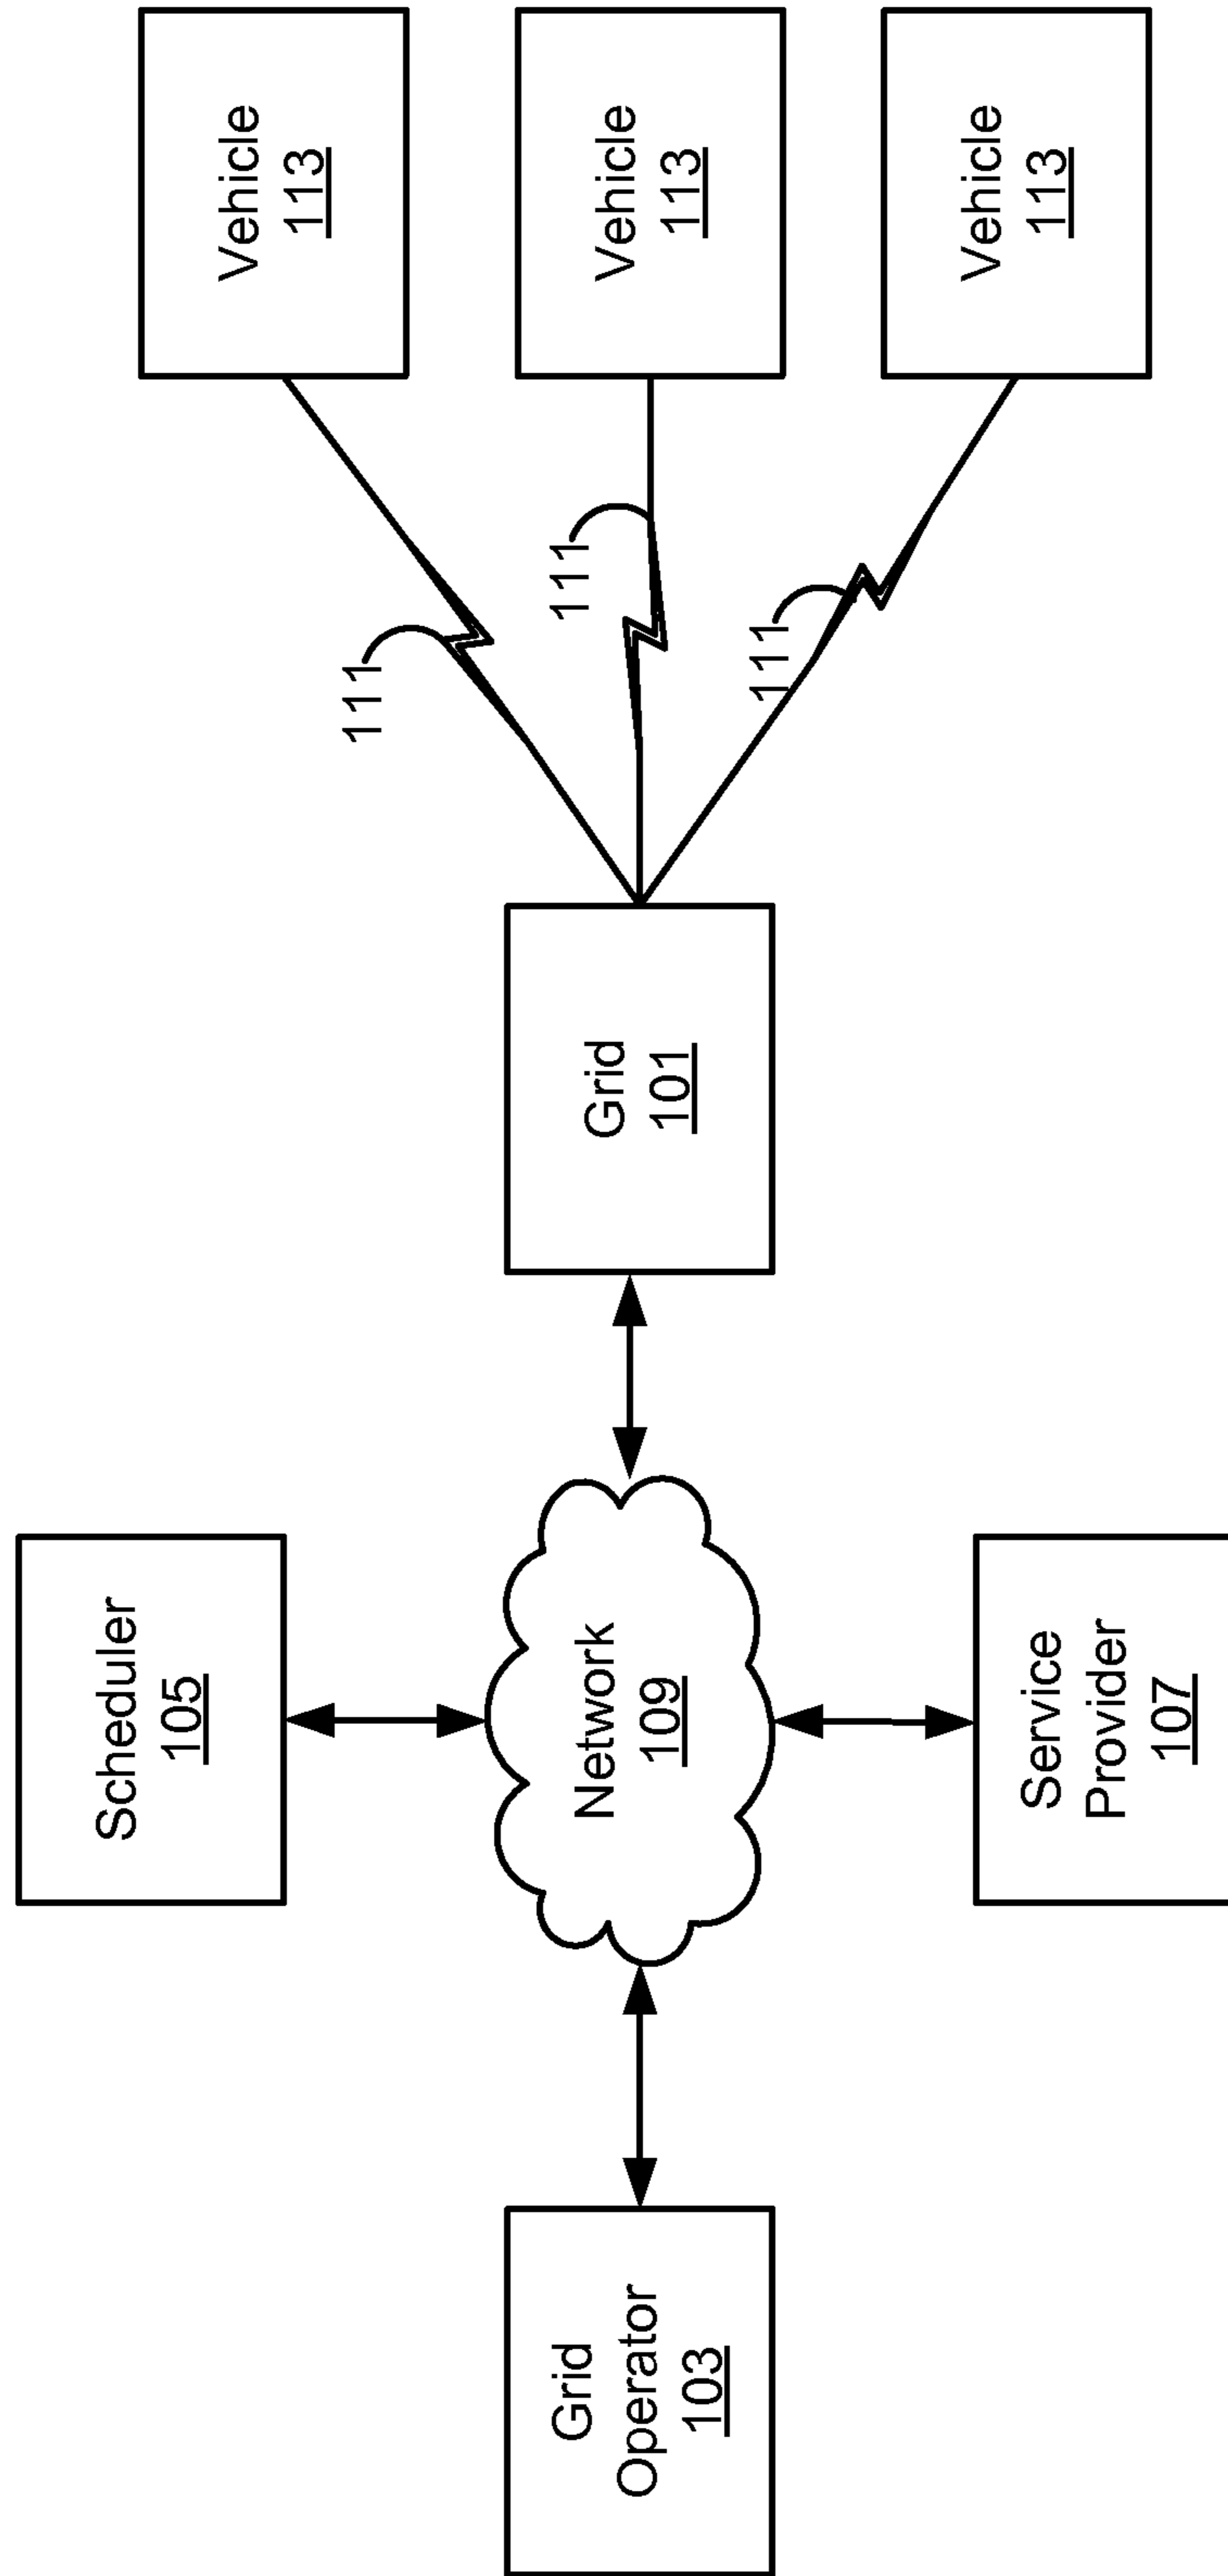 Scheduler
105
Grid
Operator
103
Network
109
Service
Provider
107
Grid
101
111
111
111
Vehicle
113
Vehicle
113
Vehicle
113